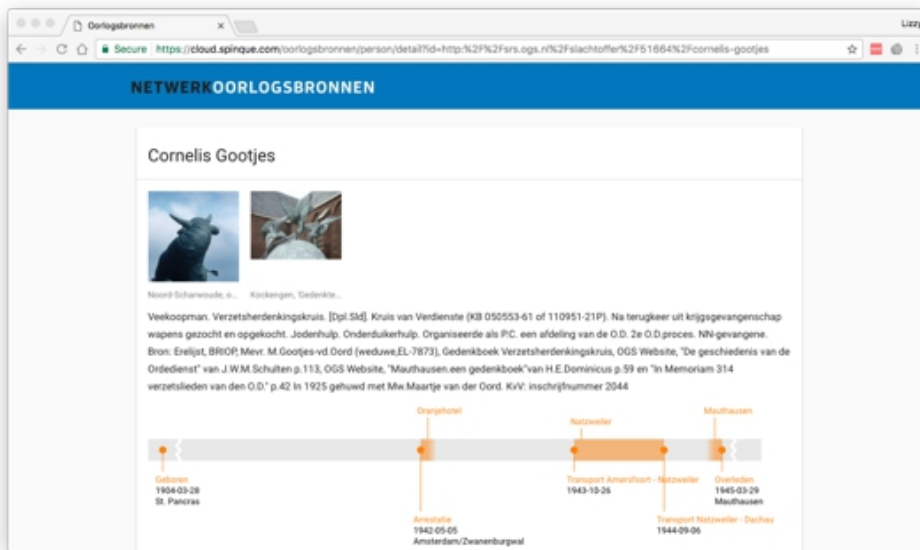 Oorlogsbronnen
Lizzy
Secure https://cloud.spinque.com/oorlogsbronnen/person/detail?id=http:%2F%2Fsrs.ogs.nl%2Fslachtoffer%2F51664%2Fcornelis-gootjes
NETWERKOORLOGSBRONNEN
Cornelis Gootjes
Noord-Scharwoude, o... Kockengen, 'Gedenkte...
Veekoopman. Verzetsherdenkingskruis. [Dpl.Sld]. Kruis van Verdienste (KB 050553-61 of 110951-21P). Na terugkeer uit krijgsgevangenschap
wapens gezocht en opgekocht. Jodenhulp. Onderduikerhulp. Organiseerde als P.C. een afdeling van de O.D. 2e O.D.proces. NN-gevangene.
Bron: Erelijst, BRIOP, Mevr. M.Gootjes-vd.Oord (weduwe,EL-7873), Gedenkboek Verzetsherdenkingskruis, OGS Website, "De geschiedenis van de
Ordedienst" van J.W.M.Schulten p.113, OGS Website, "Mauthausen.een gedenkboek"van H.E.Dominicus p.59 en "In Memoriam 314
verzetslieden van den O.D." p.42 In 1925 gehuwd met Mw.Maartje van der Oord. KvV: inschrijfnummer 2044
Oranjehotel
Natzweiler
Mauthausen
Geboren
1904-03-28
St. Pancras
Arrestatie
1942-05-05
Amsterdam/Zwanenburgwal
Transport Amersfoort - Natzweiler
1943-10-26
Transport Natzweiler - Dachau
1944-09-06
Overleden
1945-03-29
Mauthausen